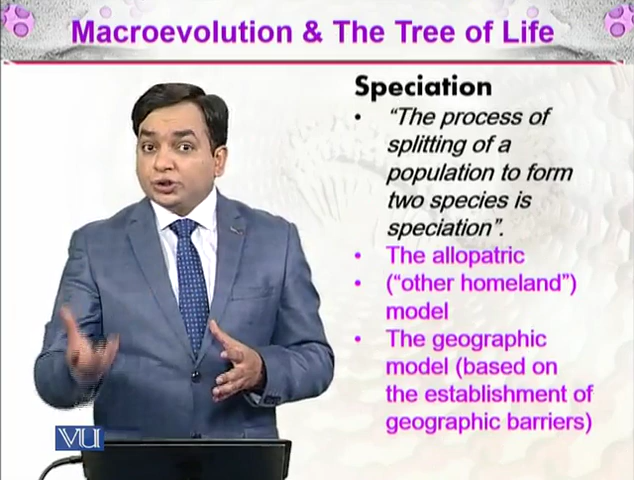 Macroevolution & The Tree of Life
Speciation
• “The process of
splitting of a
population to form
two species is
speciation”.
• The allopatric
• (“other homeland”)
model
• The geographic
model (based on
the establishment of
geographic barriers)
VU